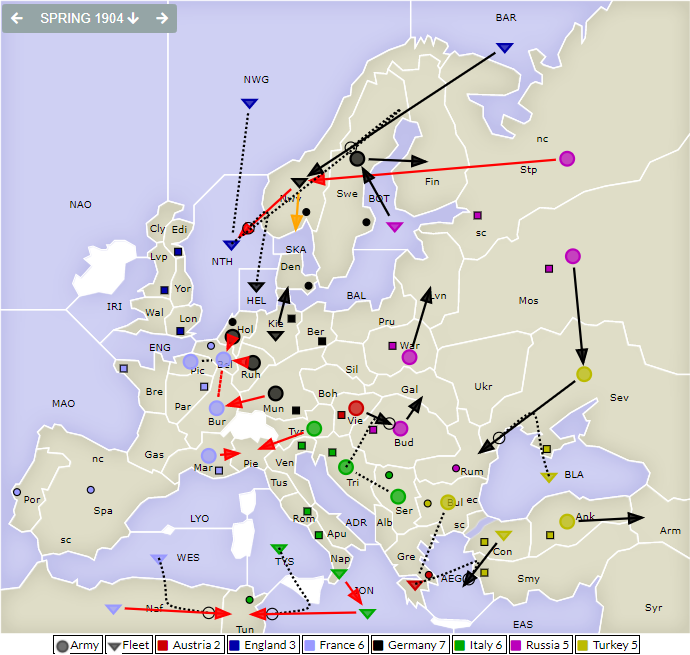 SPRING 1904
BAR
NWG
nc
Stp
Fin
Swe
BOT
sc
NAO
Cly Edi
Lvp
NTH
SKA
Den
Mos
HEL
BAL
Lvn
IRI
Yor
Wal
Lon
Hol
Kie
Ber
Pru
War
ENG
Pic
Bel
Ruh
Sil
Bre
Par
Mun
Boh
Gal
Ukr
MAO
Bur
Vie
Bud
Sev
Gas
Tyr
nc
Mar
Pie
Ven
Tri
Rum
BLA
Por
Spa
Tus
Ser
Bul ec
sc
LYO
Rom
Apu
ADR
Alb
sc
Ank
Arm
Con
WES
TYS
Nap
Gre
AEG
Smy
ION
Syr
Naf
Tun
EAS
Army Fleet Austria 2 England 3 France 6 Germany 7 Italy 6 Russia 5 Turkey 5